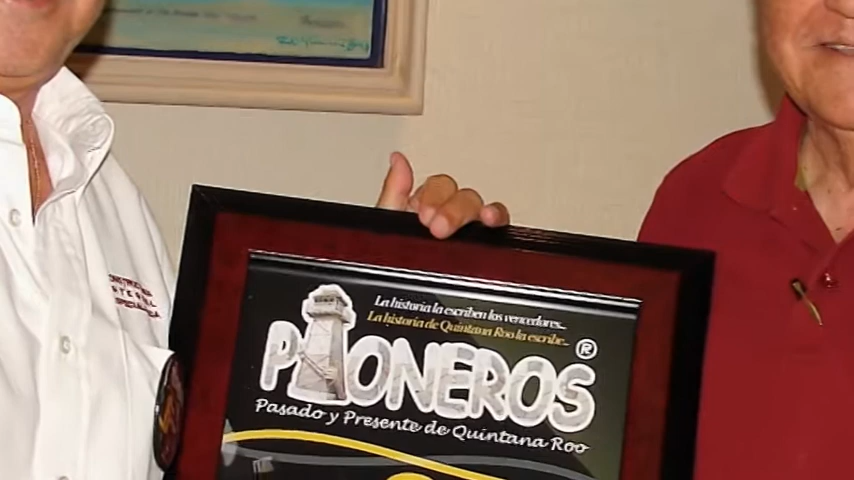 La historia la escriben los vencedores...
La historia de Quintana Roo la escribe...
PIONEROS®
Pasado y Presente de Quintana Roo